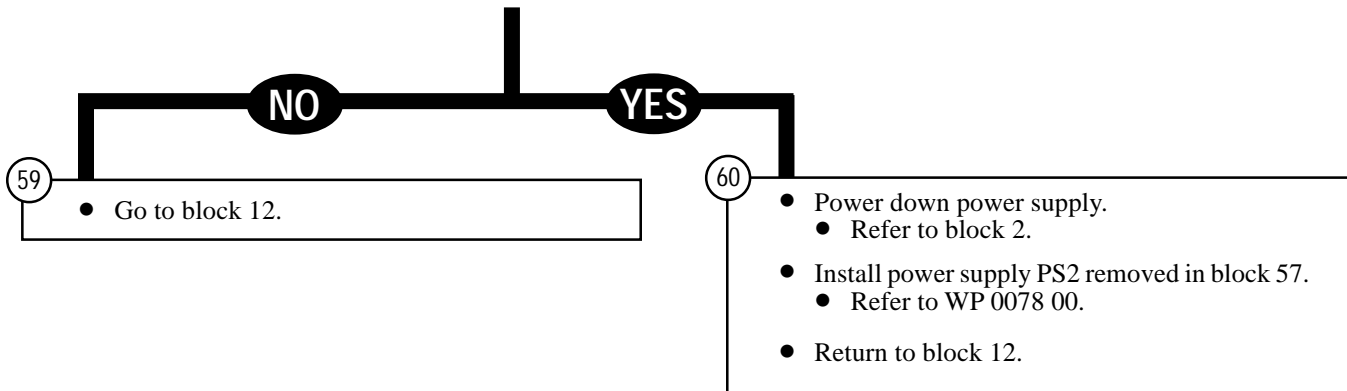 NO
YES
59
● Go to block 12.
60
● Power down power supply.
● Refer to block 2.
● Install power supply PS2 removed in block 57.
● Refer to WP 0078 00.
● Return to block 12.